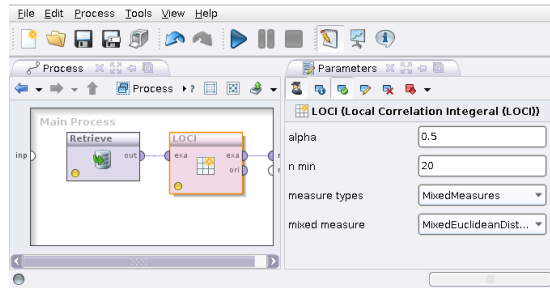 File Edit Process Tools View Help
Process
Parameters
Process ▸ ?
LOCI {Local Correlation Integeral {LOCI)}
Main Process
Retrieve
LOCI
inp
out
exa
exa
ori
alpha
0.5
n min
20
measure types
MixedMeasures
mixed measure
MixedEuclideanDist...